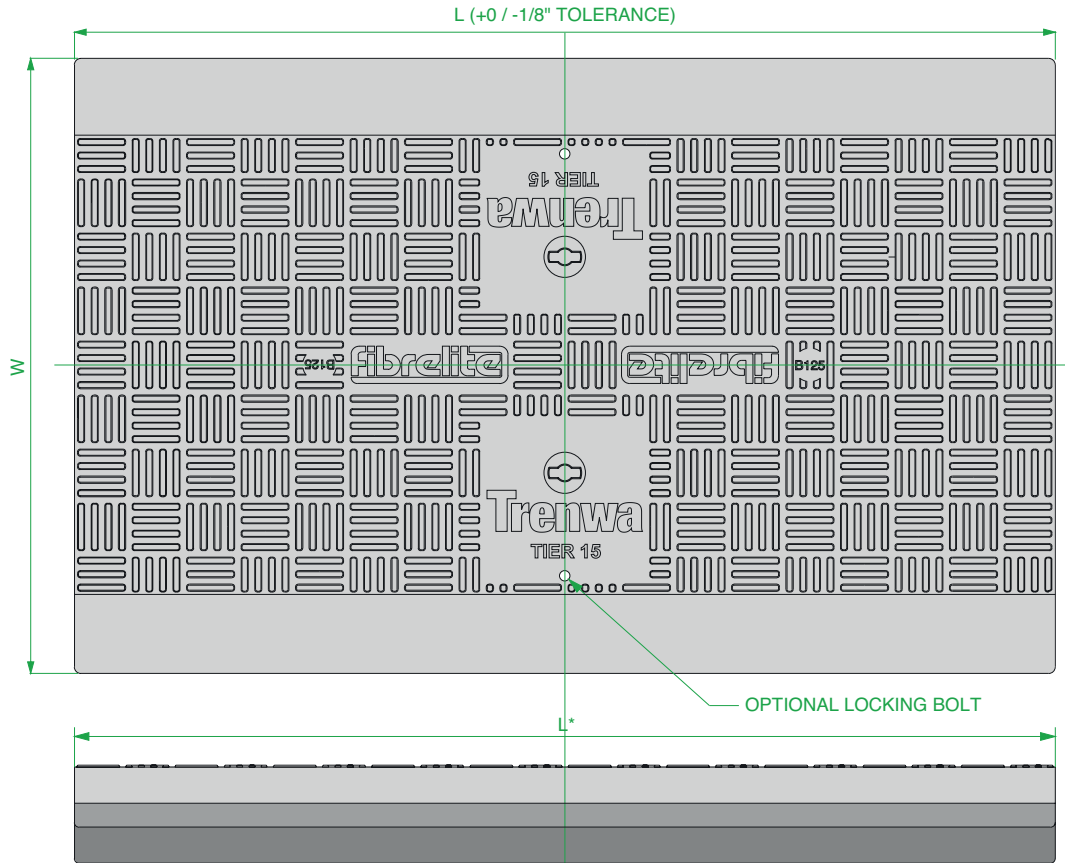 L (+0 / -1/8" TOLERANCE)
W
TIER 15
Trenwa
B125
fibrelite
fibrelite
B125
Trenwa
TIER 15
OPTIONAL LOCKING BOLT
L*